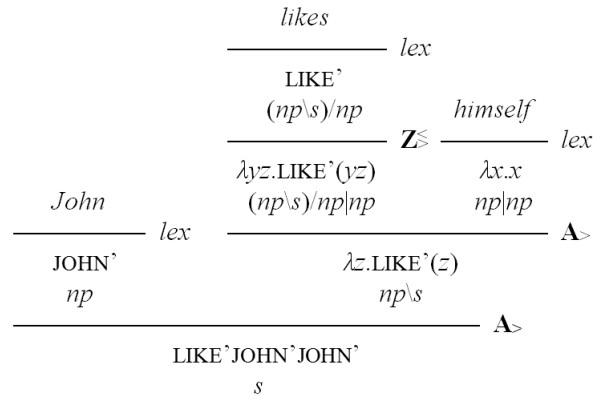 likes
lex
LIKE’
(np\s)/np
himself
Z≶
lex
λyz.LIKE’(yz)
λx.x
John
(np\s)/np|np
np|np
lex
A>
JOHN’
λz.LIKE’(z)
np
np\s
A>
LIKE’JOHN’JOHN’
s